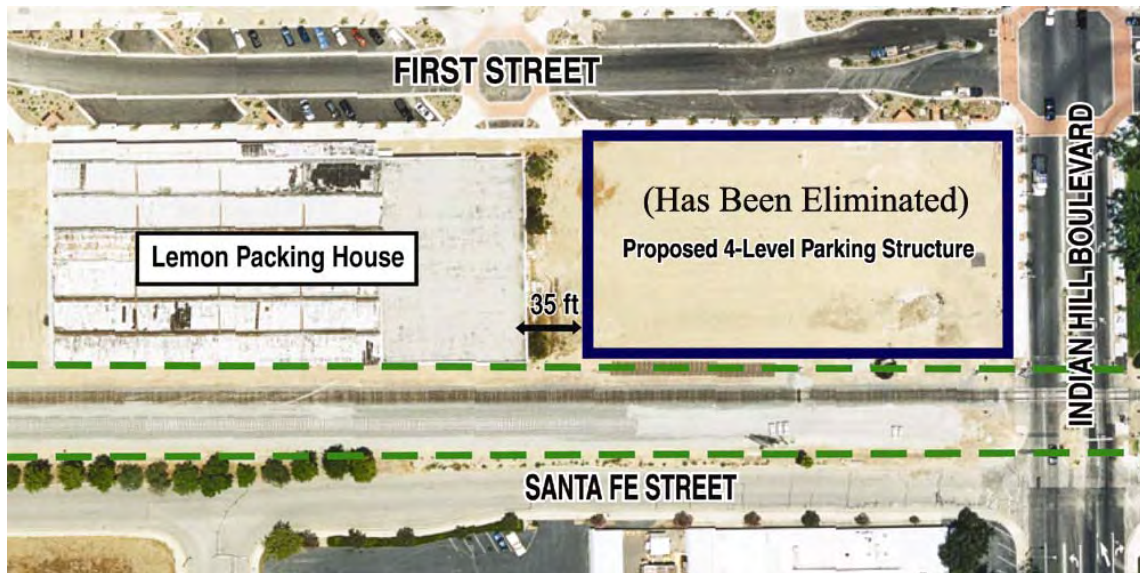 FIRST STREET
(Has Been Eliminated)
Proposed 4-Level Parking Structure
Lemon Packing House
35 ft
INDIAN HILL BOULEVARD
SANTA FE STREET